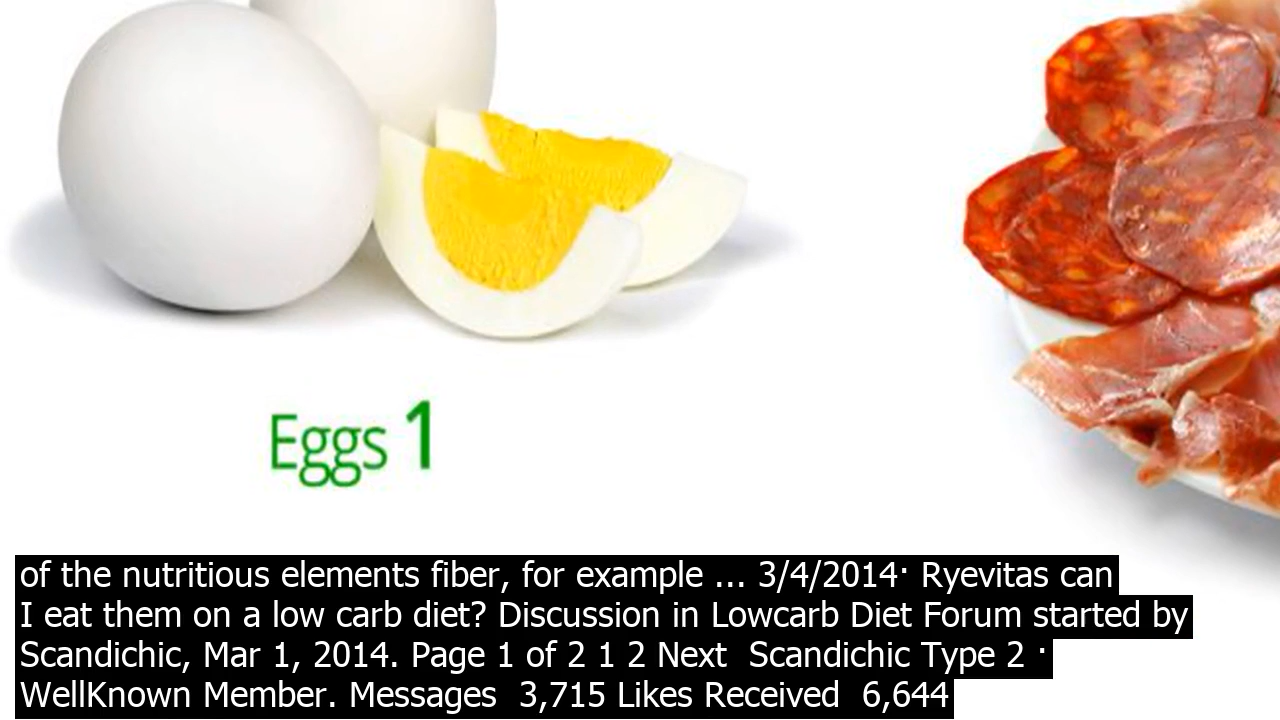 Eggs 1
of the nutritious elements fiber, for example ... 3/4/2014· Ryevitas can
I eat them on a low carb diet? Discussion in Lowcarb Diet Forum started by
Scandichic, Mar 1, 2014. Page 1 of 2 1 2 Next  Scandichic Type 2 ·
WellKnown Member. Messages  3,715 Likes Received  6,644